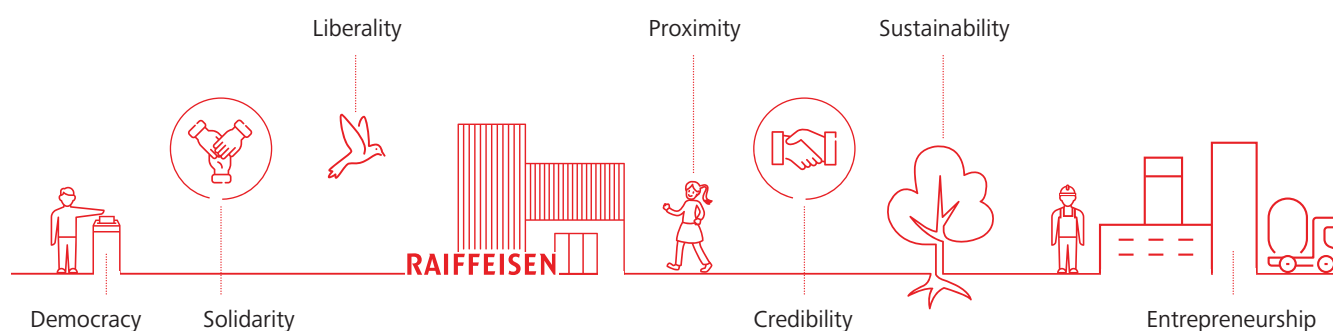 Liberality
Proximity
Sustainability
RAIFFEISEN
Democracy
Solidarity
Credibility
Entrepreneurship